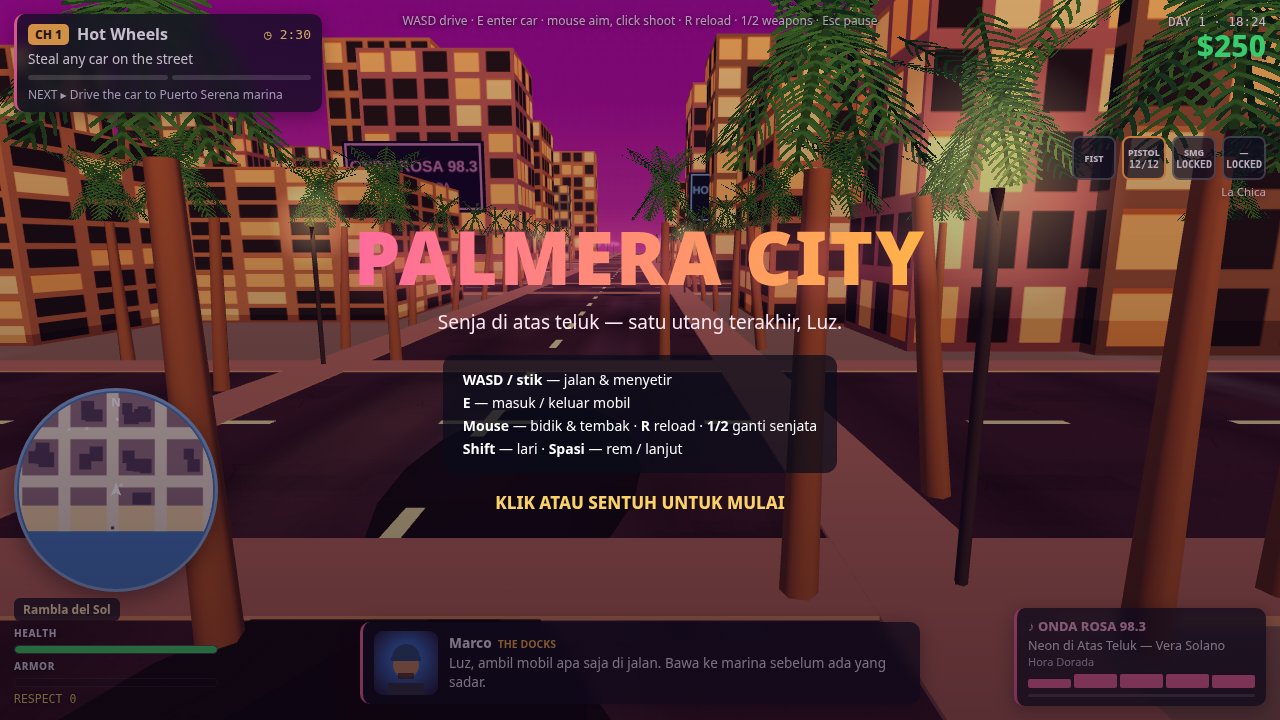 WASD drive · E enter car · mouse aim, click shoot · R reload · 1/2 weapons · Esc pause
CH 1 Hot Wheels ◷ 2:30
Steal any car on the street
NEXT ▸ Drive the car to Puerto Serena marina
DAY 1 · 18:24
$250
FIST
PISTOL
12/12
SMG
LOCKED
—
LOCKED
La Chica
ROSA 98.3
HO
PALMERA CITY
Senja di atas teluk — satu utang terakhir, Luz.
WASD / stik — jalan & menyetir
E — masuk / keluar mobil
Mouse — bidik & tembak · R reload · 1/2 ganti senjata
Shift — lari · Spasi — rem / lanjut
KLIK ATAU SENTUH UNTUK MULAI
N
Rambla del Sol
HEALTH
ARMOR
RESPECT 0
Marco THE DOCKS
Luz, ambil mobil apa saja di jalan. Bawa ke marina sebelum ada yang
sadar.
♪ ONDA ROSA 98.3
Neon di Atas Teluk — Vera Solano
Hora Dorada